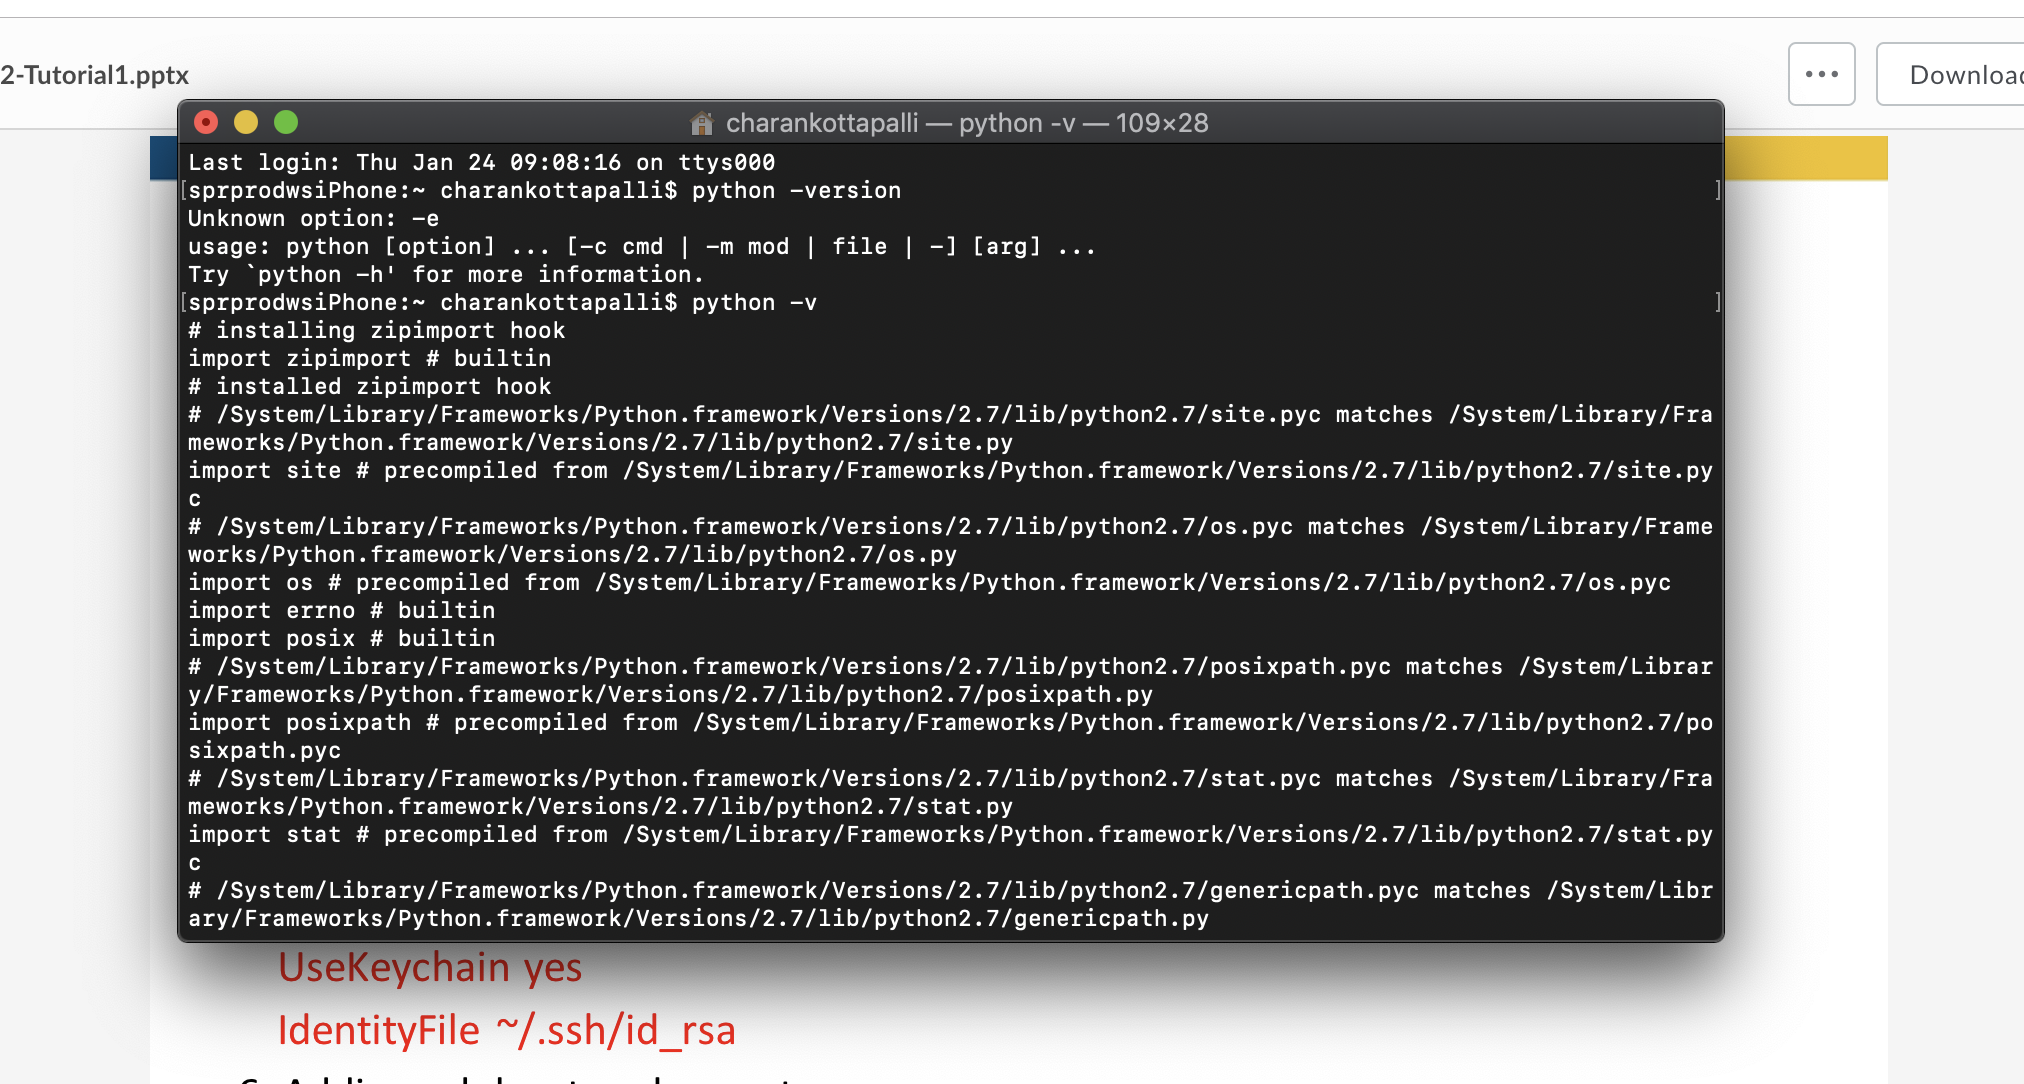 2-Tutorial1.pptx
...
charankottapalli — python -v — 109×28
Last login: Thu Jan 24 09:08:16 on ttys000
[sprprodwsiPhone:~ charankottapalli$ python -version ]
Unknown option: -e
usage: python [option] ... [-c cmd | -m mod | file | -] [arg] ...
Try `python -h' for more information.
[sprprodwsiPhone:~ charankottapalli$ python -v ]
# installing zipimport hook
import zipimport # builtin
# installed zipimport hook
# /System/Library/Frameworks/Python.framework/Versions/2.7/lib/python2.7/site.pyc matches /System/Library/Fra
meworks/Python.framework/Versions/2.7/lib/python2.7/site.py
import site # precompiled from /System/Library/Frameworks/Python.framework/Versions/2.7/lib/python2.7/site.py
c
# /System/Library/Frameworks/Python.framework/Versions/2.7/lib/python2.7/os.pyc matches /System/Library/Frame
works/Python.framework/Versions/2.7/lib/python2.7/os.py
import os # precompiled from /System/Library/Frameworks/Python.framework/Versions/2.7/lib/python2.7/os.pyc
import errno # builtin
import posix # builtin
# /System/Library/Frameworks/Python.framework/Versions/2.7/lib/python2.7/posixpath.pyc matches /System/Librar
y/Frameworks/Python.framework/Versions/2.7/lib/python2.7/posixpath.py
import posixpath # precompiled from /System/Library/Frameworks/Python.framework/Versions/2.7/lib/python2.7/po
sixpath.pyc
# /System/Library/Frameworks/Python.framework/Versions/2.7/lib/python2.7/stat.pyc matches /System/Library/Fra
meworks/Python.framework/Versions/2.7/lib/python2.7/stat.py
import stat # precompiled from /System/Library/Frameworks/Python.framework/Versions/2.7/lib/python2.7/stat.py
c
# /System/Library/Frameworks/Python.framework/Versions/2.7/lib/python2.7/genericpath.pyc matches /System/Libr
ary/Frameworks/Python.framework/Versions/2.7/lib/python2.7/genericpath.py
UseKeychain yes
IdentityFile ~/.ssh/id_rsa